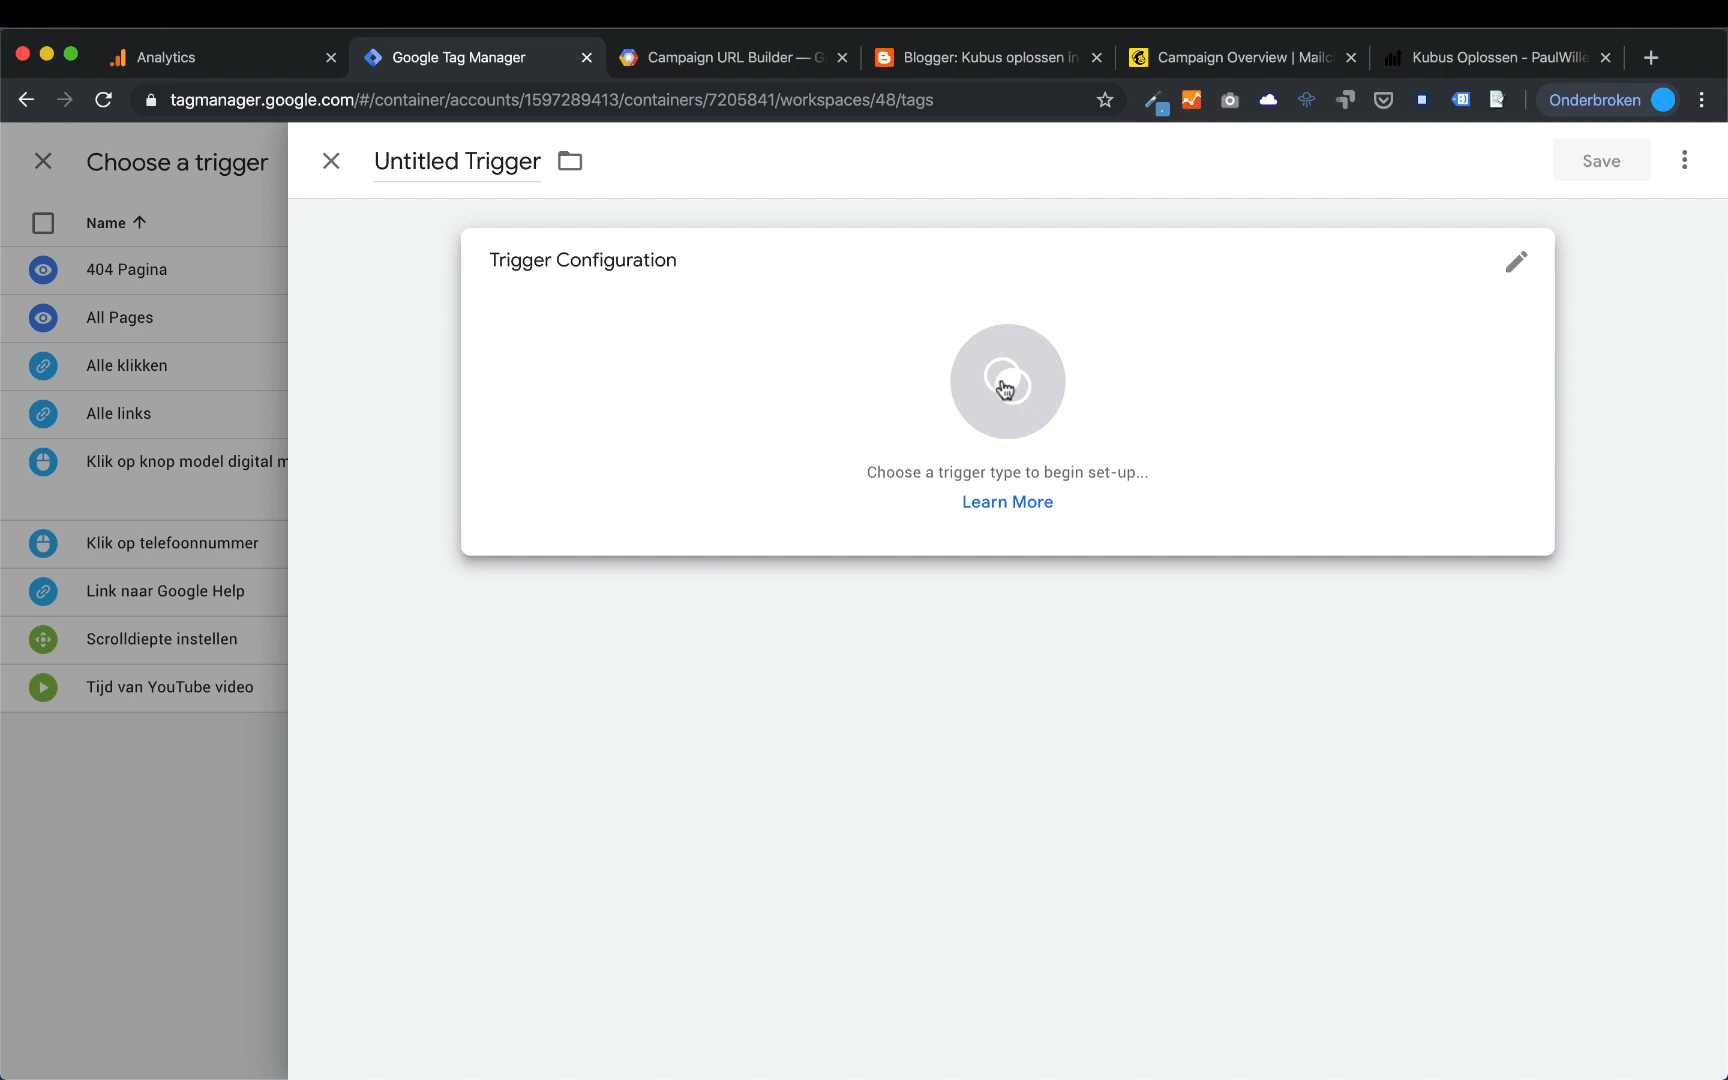 Analytics
Google Tag Manager
Campaign URL Builder — G
Blogger: Kubus oplossen in
Campaign Overview | Mailc
Kubus Oplossen - PaulWille
tagmanager.google.com/#/container/accounts/1597289413/containers/7205841/workspaces/48/tags
Onderbroken
Choose a trigger
Untitled Trigger
Save
Name
404 Pagina
All Pages
Alle klikken
Alle links
Klik op knop model digital m
Klik op telefoonnummer
Link naar Google Help
Scrolldiepte instellen
Tijd van YouTube video
Trigger Configuration
Choose a trigger type to begin set-up...
Learn More